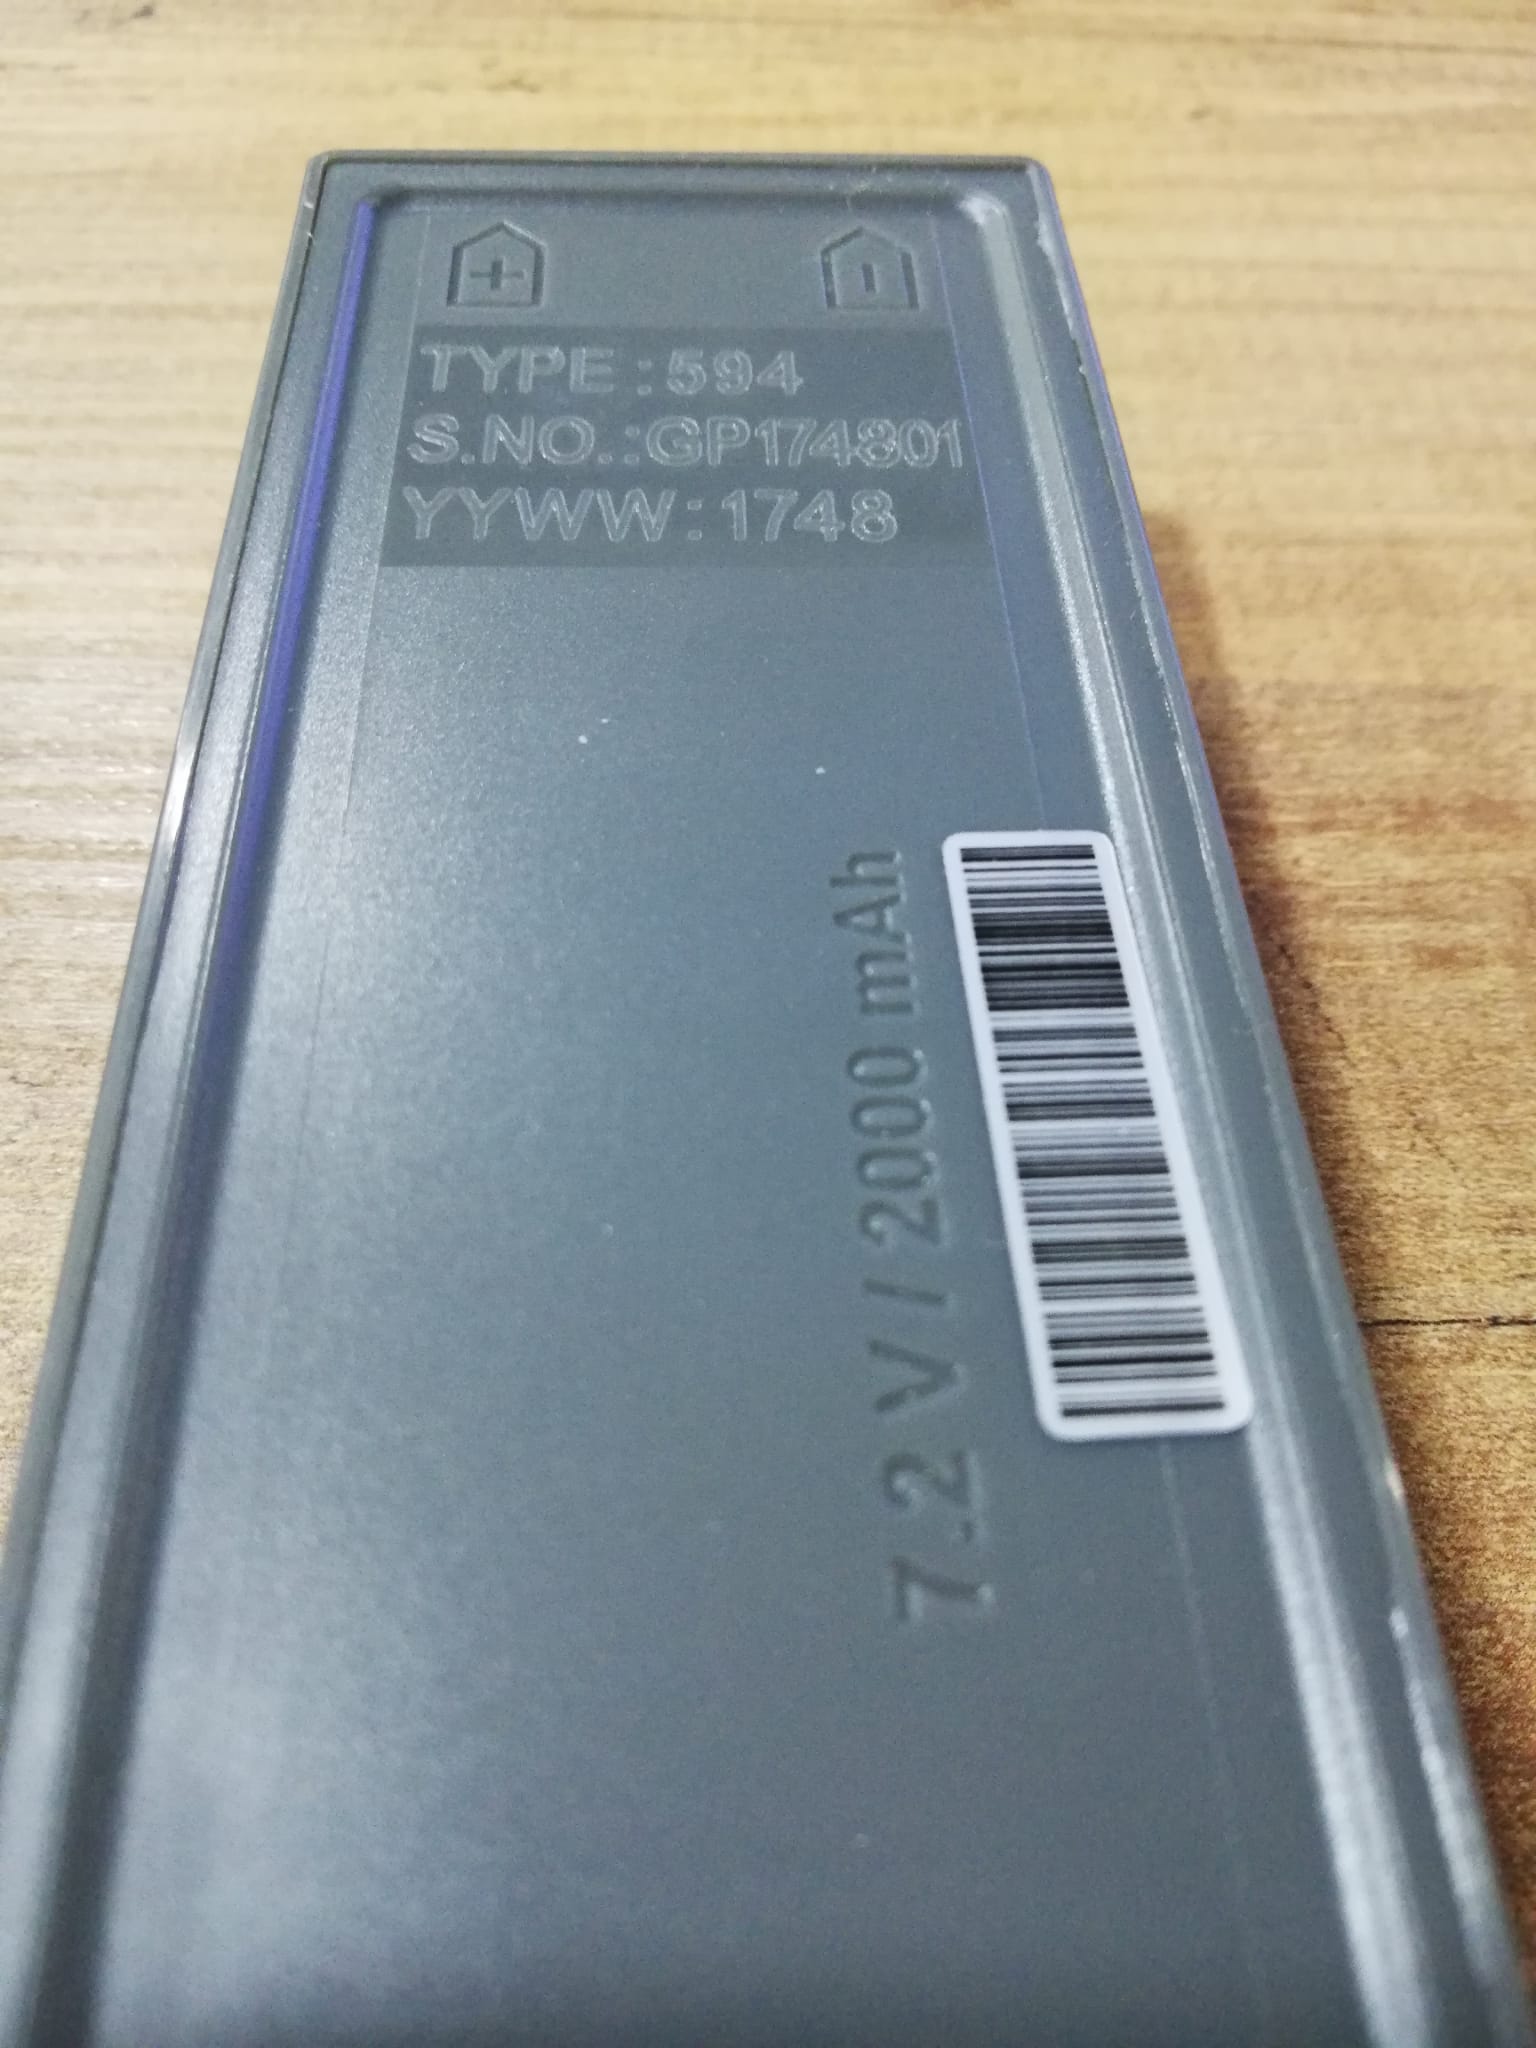 + -
TYPE:594
S.NO.:GP174801
YYWW:1748
7.2 V / 2000 mAh